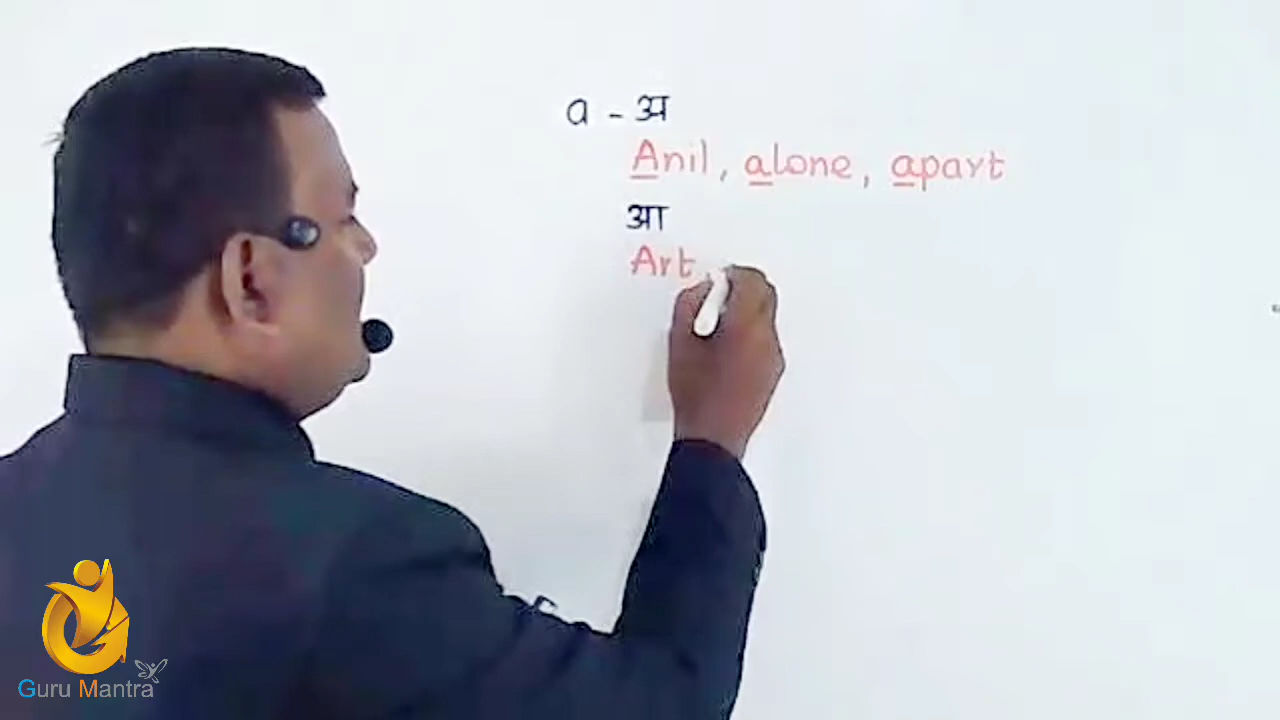 a - अ
Anil, alone, apart
आ
Art,
Guru Mantra